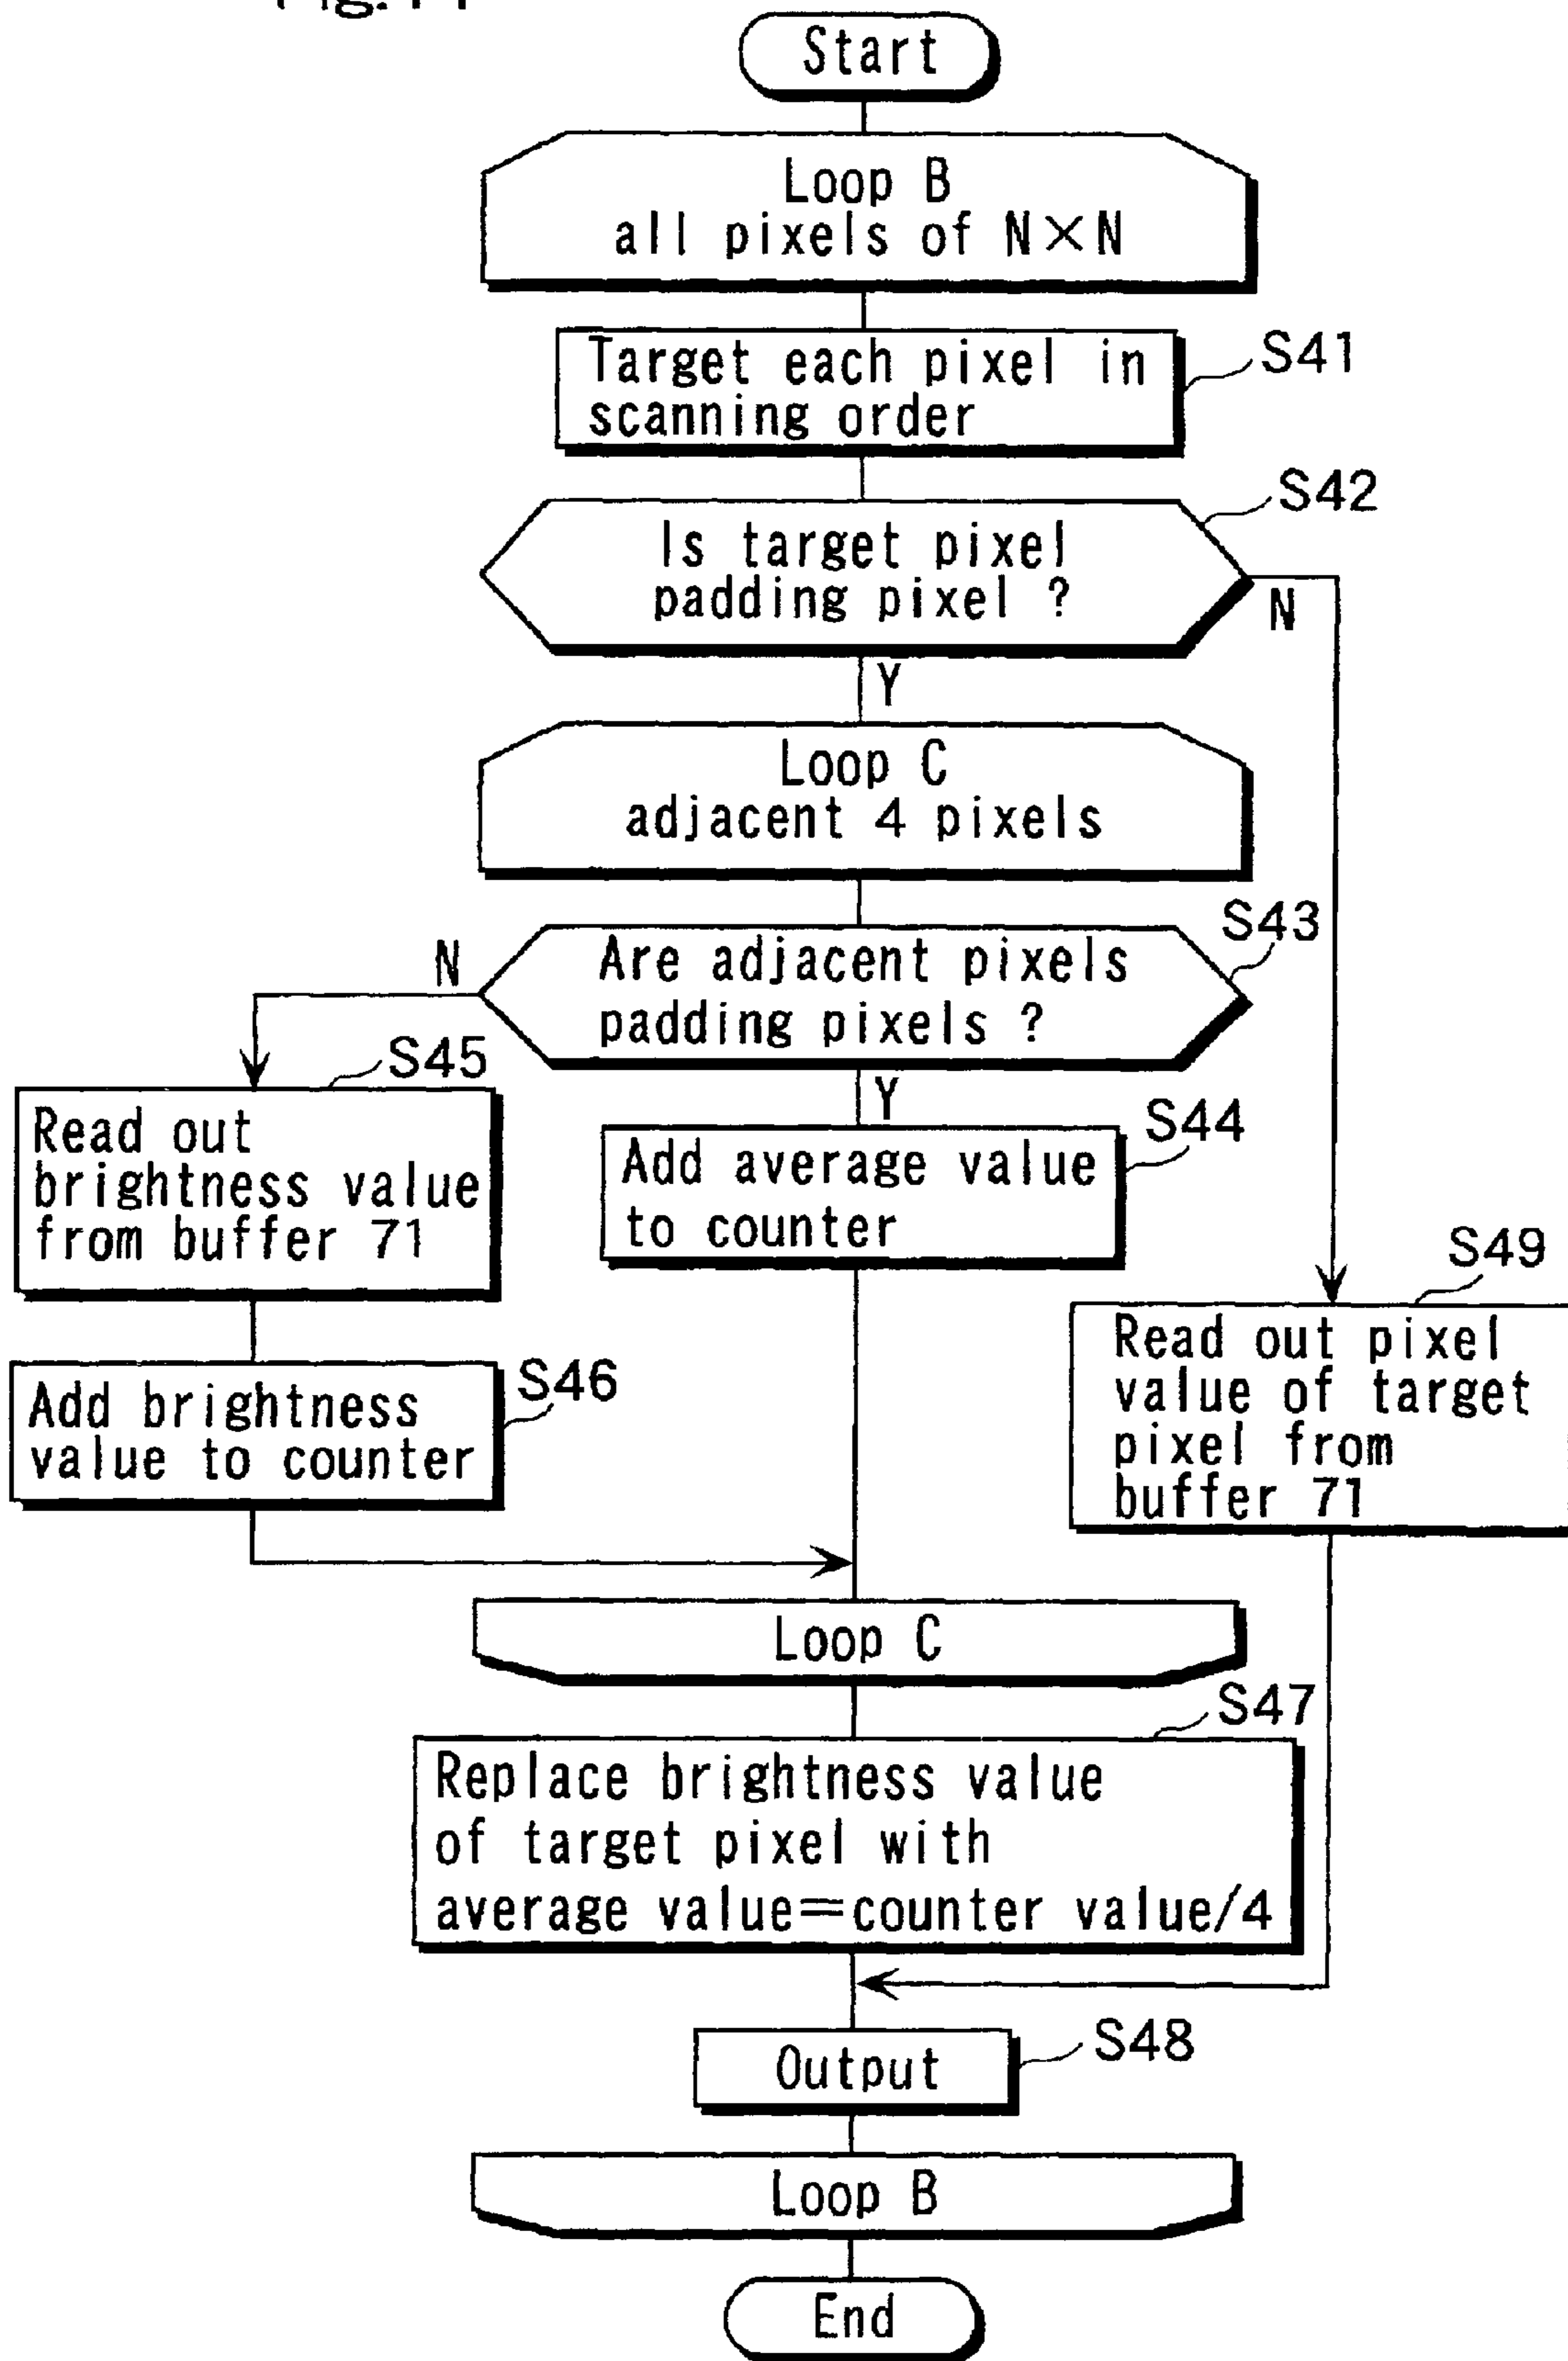 Start
Loop B
all pixels of N×N
Target each pixel in
scanning order
S41
Is target pixel
padding pixel ?
S42
N
Y
Loop C
adjacent 4 pixels
Are adjacent pixels
padding pixels ?
S43
N
Y
S45
Read out
brightness value
from buffer 71
S44
Add average value
to counter
S49
Read out pixel
value of target
pixel from
buffer 71
S46
Add brightness
value to counter
Loop C
S47
Replace brightness value
of target pixel with
average value=counter value/4
Output
S48
Loop B
End